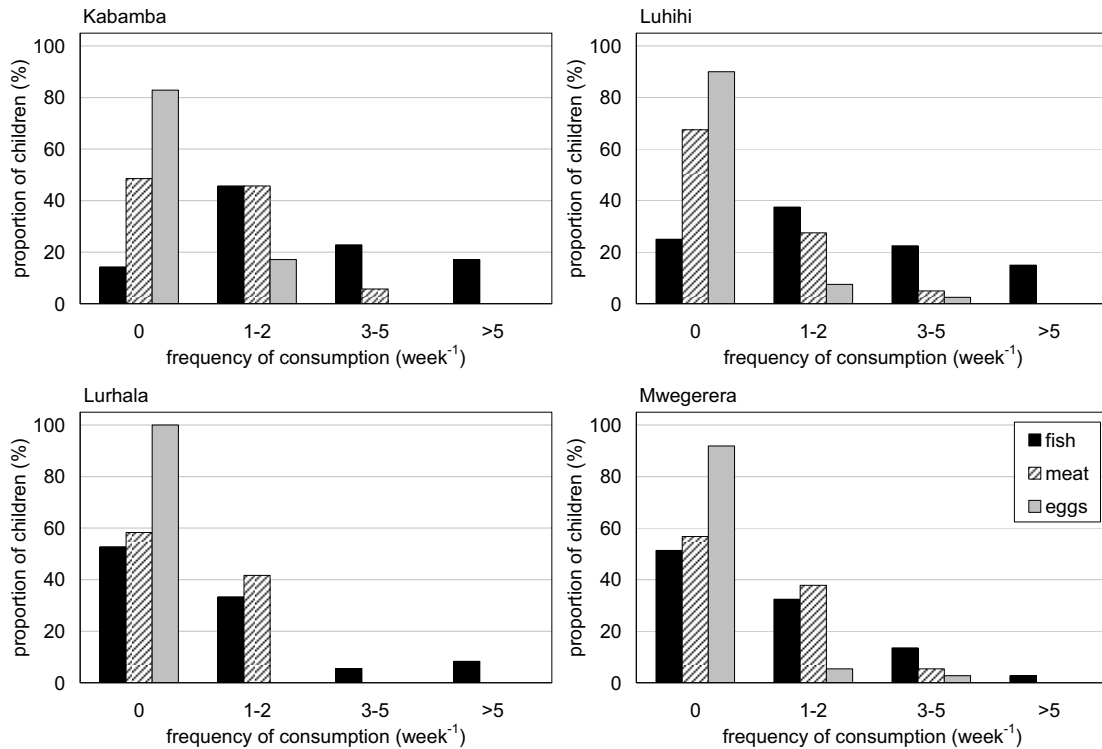 Kabamba
proportion of children (%)
100
80
60
40
20
0
0 1-2 3-5 >5
frequency of consumption (week⁻¹)
Luhihi
proportion of children (%)
100
80
60
40
20
0
0 1-2 3-5 >5
frequency of consumption (week⁻¹)
Lurhala
proportion of children (%)
100
80
60
40
20
0
0 1-2 3-5 >5
frequency of consumption (week⁻¹)
Mwegerera
proportion of children (%)
100
80
60
40
20
0
0 1-2 3-5 >5
frequency of consumption (week⁻¹)
fish
meat
eggs